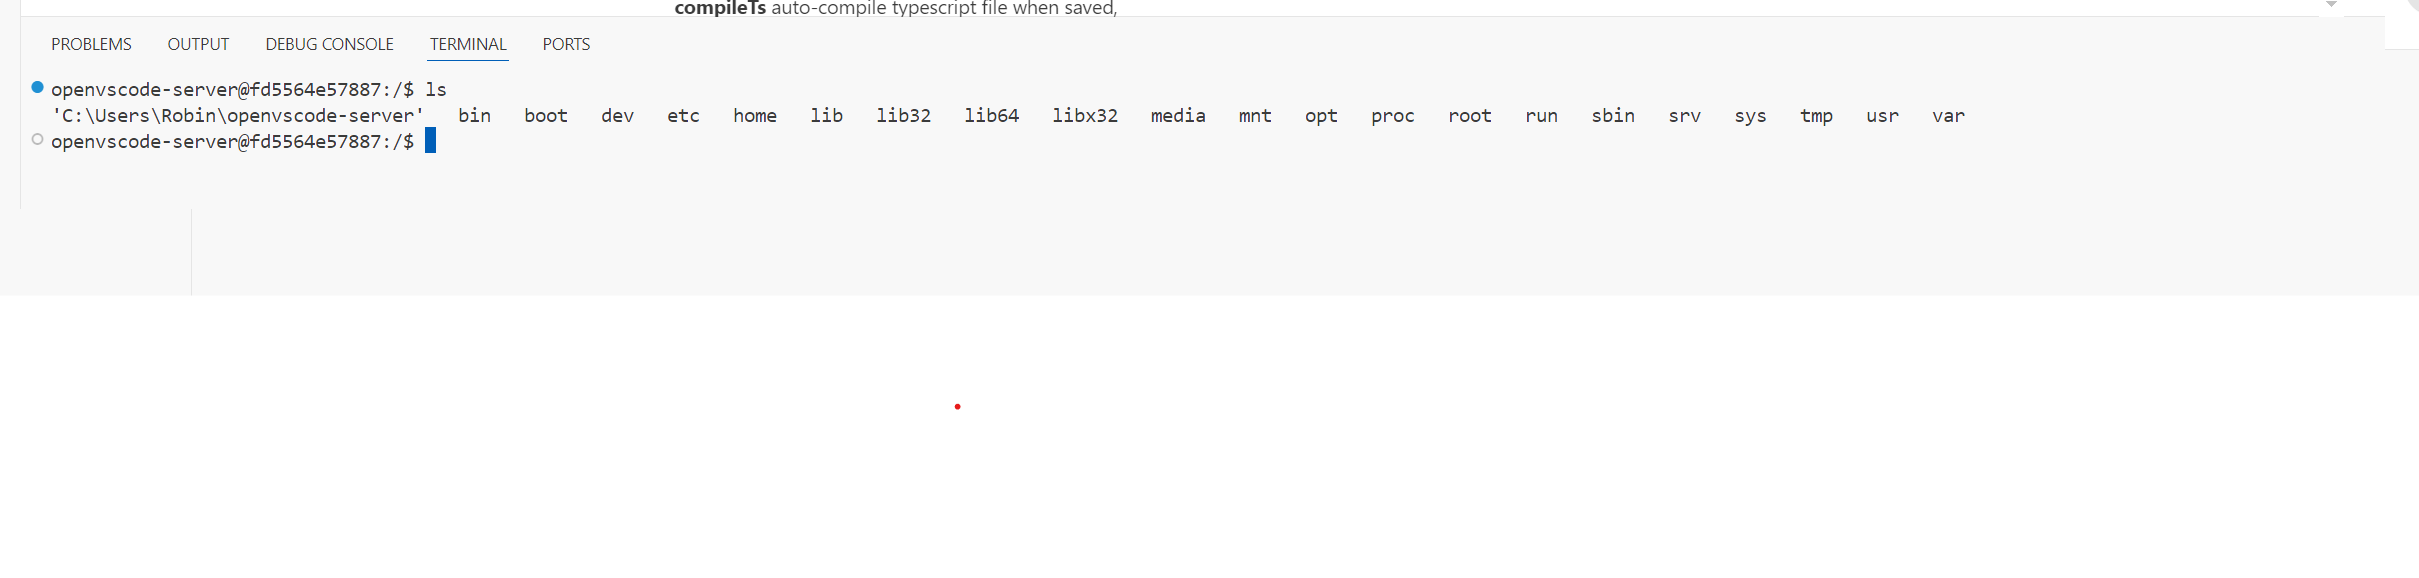 compileTs auto-compile typescript file when saved,
PROBLEMS OUTPUT DEBUG CONSOLE TERMINAL PORTS
openvscode-server@fd5564e57887:/$ ls
'C:\Users\Robin\openvscode-server' bin boot dev etc home lib lib32 lib64 libx32 media mnt opt proc root run sbin srv sys tmp usr var
openvscode-server@fd5564e57887:/$